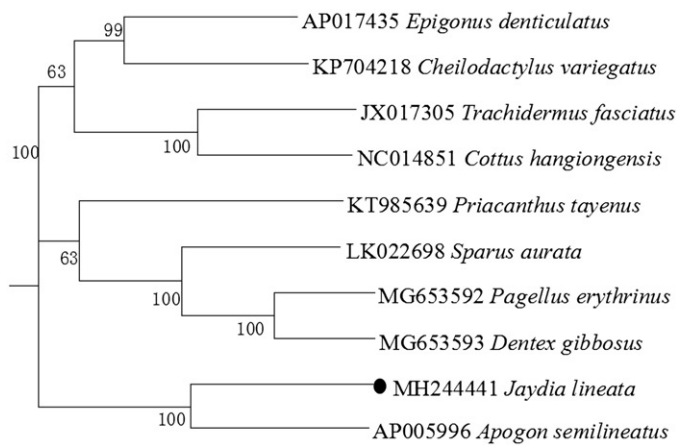 99
AP017435 Epigonus denticulatus
63
KP704218 Cheilodactylus variegatus
JX017305 Trachidermus fasciatus
100
100
NC014851 Cottus hangiongensis
KT985639 Priacanthus tayenus
63
LK022698 Sparus aurata
100
MG653592 Pagellus erythrinus
100
MG653593 Dentex gibbosus
MH244441 Jaydia lineata
100
AP005996 Apogon semilineatus